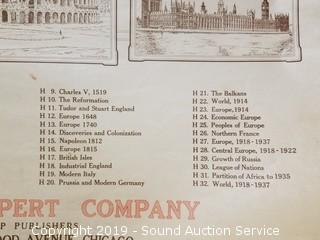 H 9. Charles V, 1519
H 10. The Reformation
H 11. Tudor and Stuart England
H 12. Europe 1648
H 13. Europe 1740
H 14. Discoveries and Colonization
H 15. Napoleon 1812
H 16. Europe 1815
H 17. British Isles
H 18. Industrial England
H 19. Modern Italy
H 20. Prussia and Modern Germany
H 21. The Balkans
H 22. World, 1914
H 23. Europe, 1914
H 24. Economic Europe
H 25. Peoples of Europe
H 26. Northern France
H 27. Europe, 1918-1937
H 28. Central Europe, 1918-1922
H 29. Growth of Russia
H 30. League of Nations
H 31. Partition of Africa to 1935
H 32. World, 1918-1937
PERT COMPANY
P PUBLISHERS
OOD AVENUE, CHICAGO
Copyright 2019 - Sound Auction Service